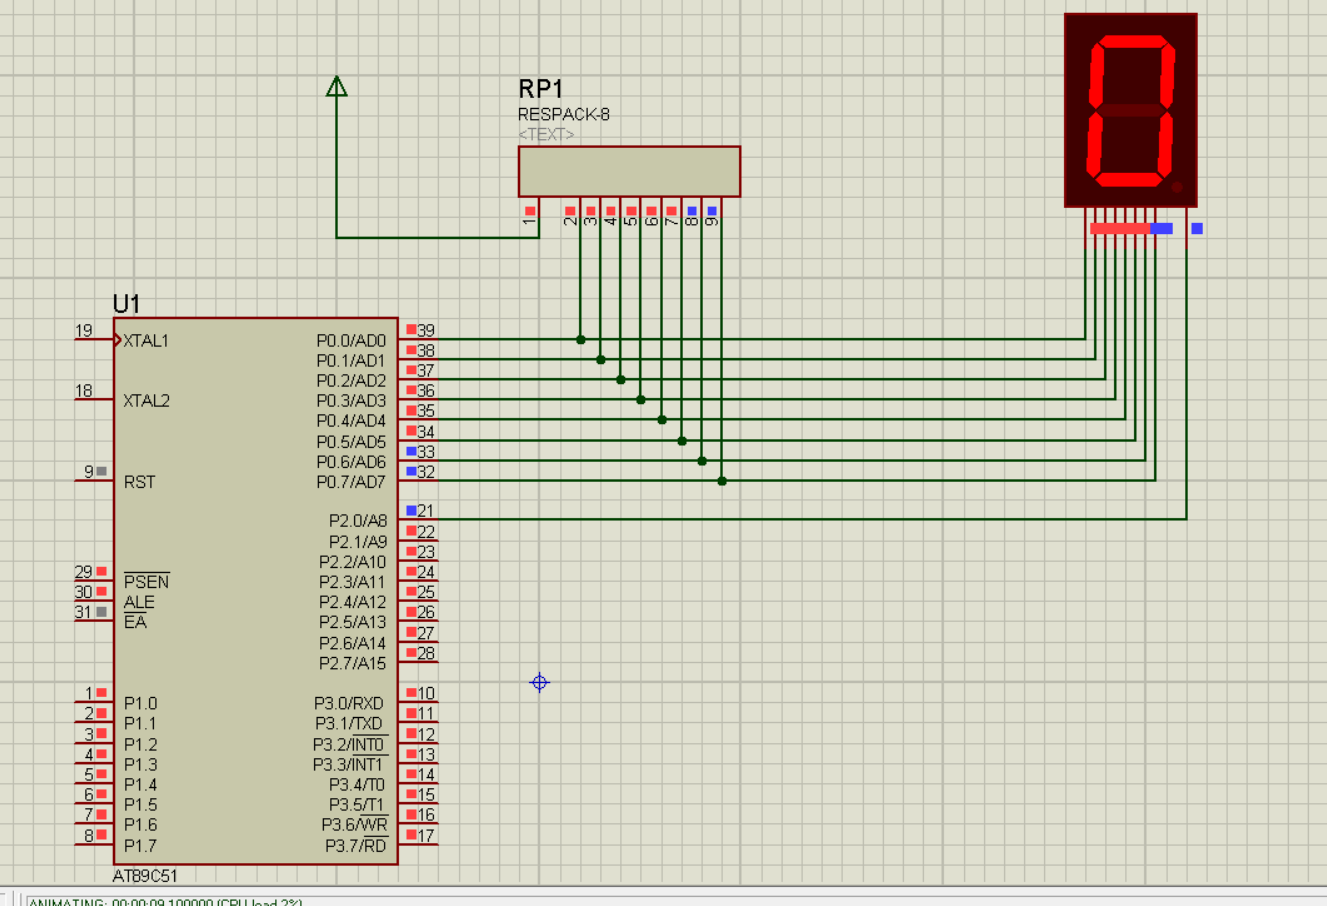 RP1
RESPACK-8
<TEXT>
1 2 3 4 5 6 7 8 9
U1
19 XTAL1
18 XTAL2
9 RST
29 PSEN
30 ALE
31 EA
1 P1.0
2 P1.1
3 P1.2
4 P1.3
5 P1.4
6 P1.5
7 P1.6
8 P1.7
P0.0/AD0 39
P0.1/AD1 38
P0.2/AD2 37
P0.3/AD3 36
P0.4/AD4 35
P0.5/AD5 34
P0.6/AD6 33
P0.7/AD7 32
P2.0/A8 21
P2.1/A9 22
P2.2/A10 23
P2.3/A11 24
P2.4/A12 25
P2.5/A13 26
P2.6/A14 27
P2.7/A15 28
P3.0/RXD 10
P3.1/TXD 11
P3.2/INT0 12
P3.3/INT1 13
P3.4/T0 14
P3.5/T1 15
P3.6/WR 16
P3.7/RD 17
AT89C51
0
ANIMATING: 00:00:09.100000 (CPU load 2%)